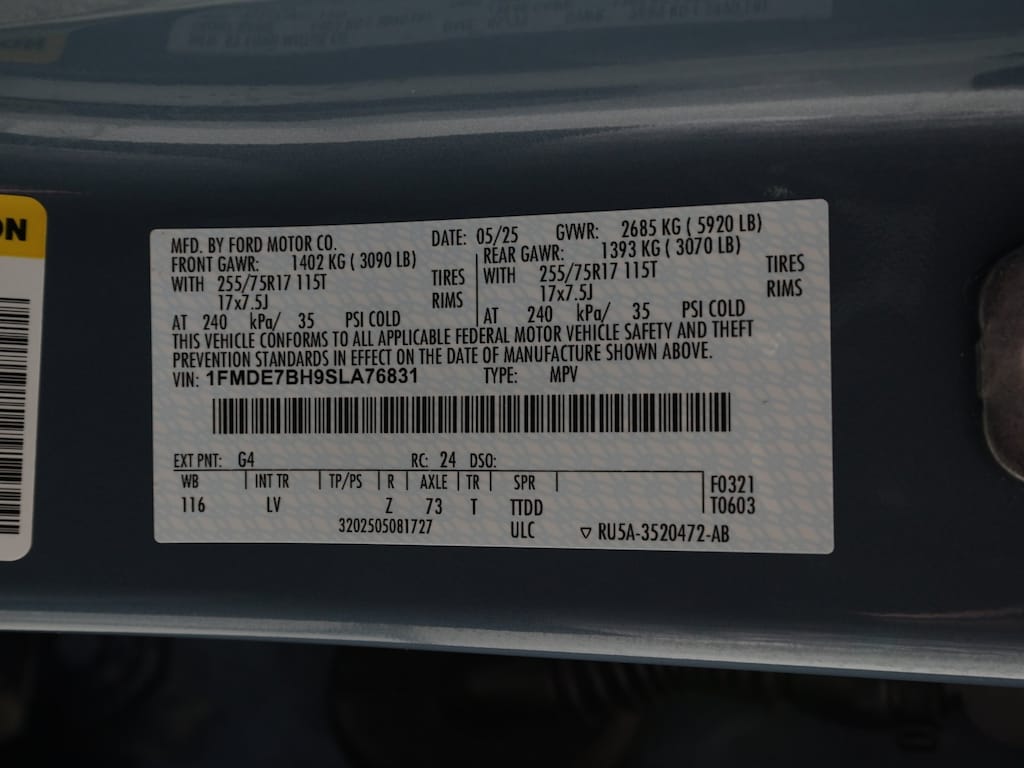 ON
MFD. BY FORD MOTOR CO. DATE: 05/25 GVWR: 2685 KG ( 5920 LB)
FRONT GAWR: 1402 KG ( 3090 LB) REAR GAWR: 1393 KG ( 3070 LB)
WITH 255/75R17 115T TIRES WITH 255/75R17 115T TIRES
17x7.5J RIMS 17x7.5J RIMS
AT 240 kPa/ 35 PSI COLD AT 240 kPa/ 35 PSI COLD
THIS VEHICLE CONFORMS TO ALL APPLICABLE FEDERAL MOTOR VEHICLE SAFETY AND THEFT
PREVENTION STANDARDS IN EFFECT ON THE DATE OF MANUFACTURE SHOWN ABOVE.
VIN: 1FMDE7BH9SLA76831 TYPE: MPV
EXT PNT: G4 RC: 24 DSO:
WB INT TR TP/PS R AXLE TR SPR F0321
116 LV Z 73 T TTDD T0603
3202505081727 ULC ▽ RU5A-3520472-AB